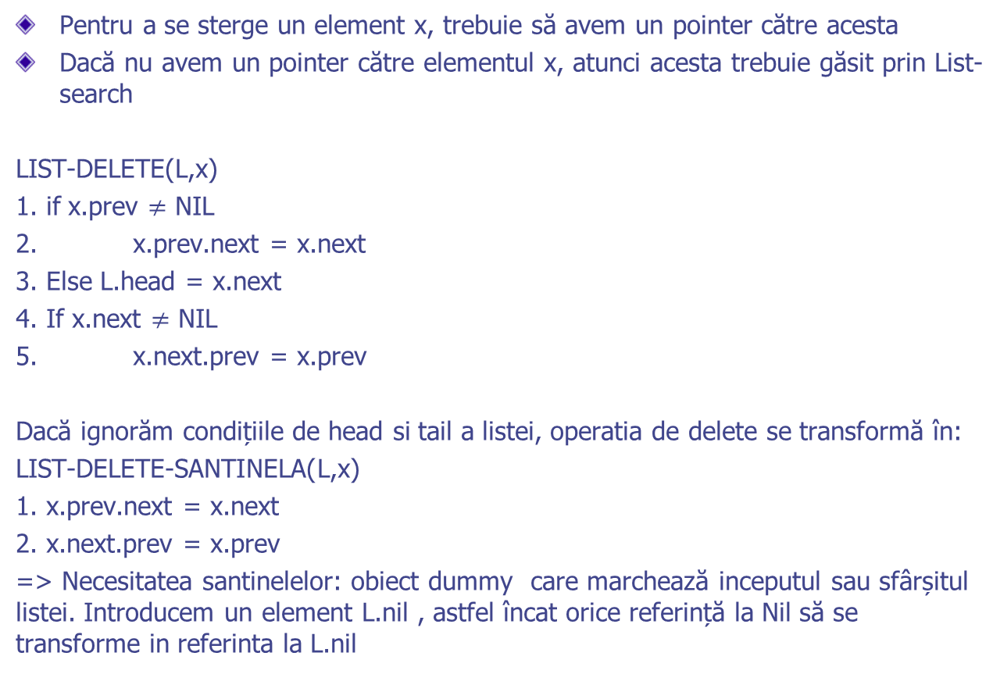 Pentru a se sterge un element x, trebuie să avem un pointer către acesta
Dacă nu avem un pointer către elementul x, atunci acesta trebuie găsit prin List-
search
LIST-DELETE(L,x)
1. if x.prev ≠ NIL
2. x.prev.next = x.next
3. Else L.head = x.next
4. If x.next ≠ NIL
5. x.next.prev = x.prev
Dacă ignorăm condițiile de head si tail a listei, operatia de delete se transformă în:
LIST-DELETE-SANTINELA(L,x)
1. x.prev.next = x.next
2. x.next.prev = x.prev
=> Necesitatea santinelelor: obiect dummy care marchează inceputul sau sfârșitul
listei. Introducem un element L.nil , astfel încat orice referință la Nil să se
transforme in referinta la L.nil